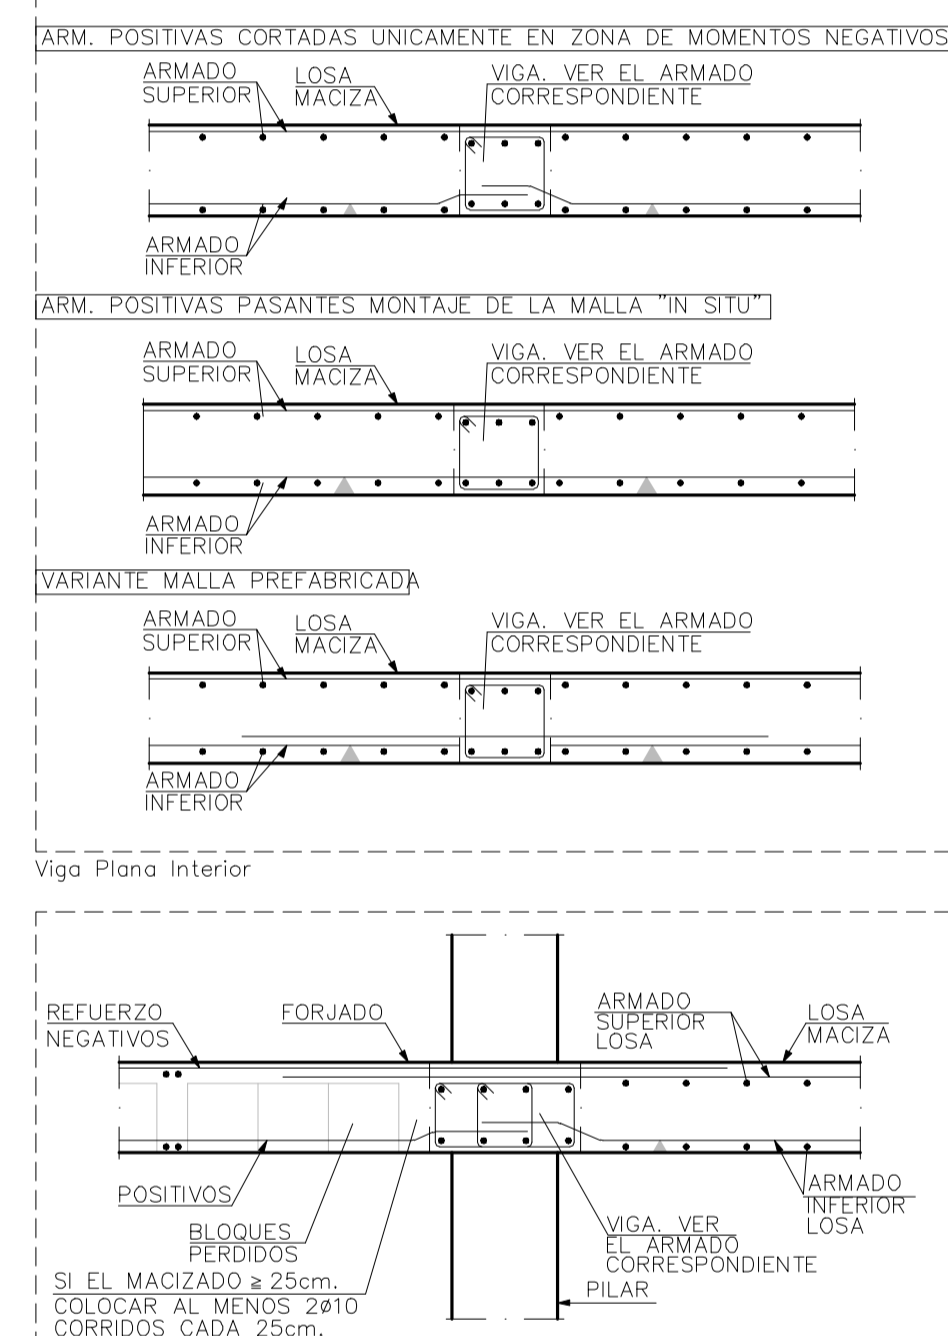 ARM. POSITIVAS CORTADAS UNICAMENTE EN ZONA DE MOMENTOS NEGATIVOS
ARMADO
SUPERIOR
LOSA
MACIZA
VIGA. VER EL ARMADO
CORRESPONDIENTE
ARMADO
INFERIOR
ARM. POSITIVAS PASANTES MONTAJE DE LA MALLA "IN SITU"
ARMADO
SUPERIOR
LOSA
MACIZA
VIGA. VER EL ARMADO
CORRESPONDIENTE
ARMADO
INFERIOR
VARIANTE MALLA PREFABRICADA
ARMADO
SUPERIOR
LOSA
MACIZA
VIGA. VER EL ARMADO
CORRESPONDIENTE
ARMADO
INFERIOR
Viga Plana Interior
REFUERZO
NEGATIVOS
FORJADO
ARMADO
SUPERIOR
LOSA
LOSA
MACIZA
POSITIVOS
BLOQUES
PERDIDOS
SI EL MACIZADO ≥ 25cm.
COLOCAR AL MENOS 2ø10
CORRIDOS CADA 25cm.
VIGA. VER
EL ARMADO
CORRESPONDIENTE
PILAR
ARMADO
INFERIOR
LOSA